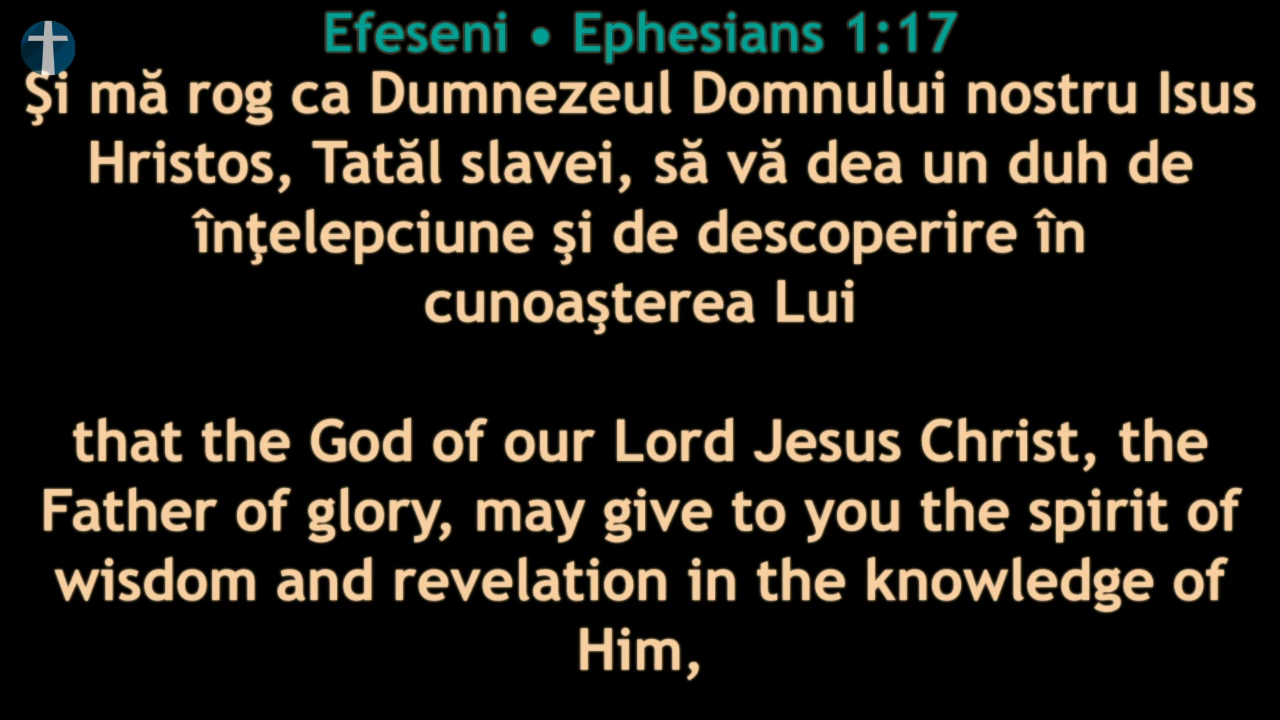 Efeseni • Ephesians 1:17
Şi mă rog ca Dumnezeul Domnului nostru Isus
Hristos, Tatăl slavei, să vă dea un duh de
înţelepciune şi de descoperire în
cunoaşterea Lui
that the God of our Lord Jesus Christ, the
Father of glory, may give to you the spirit of
wisdom and revelation in the knowledge of
Him,